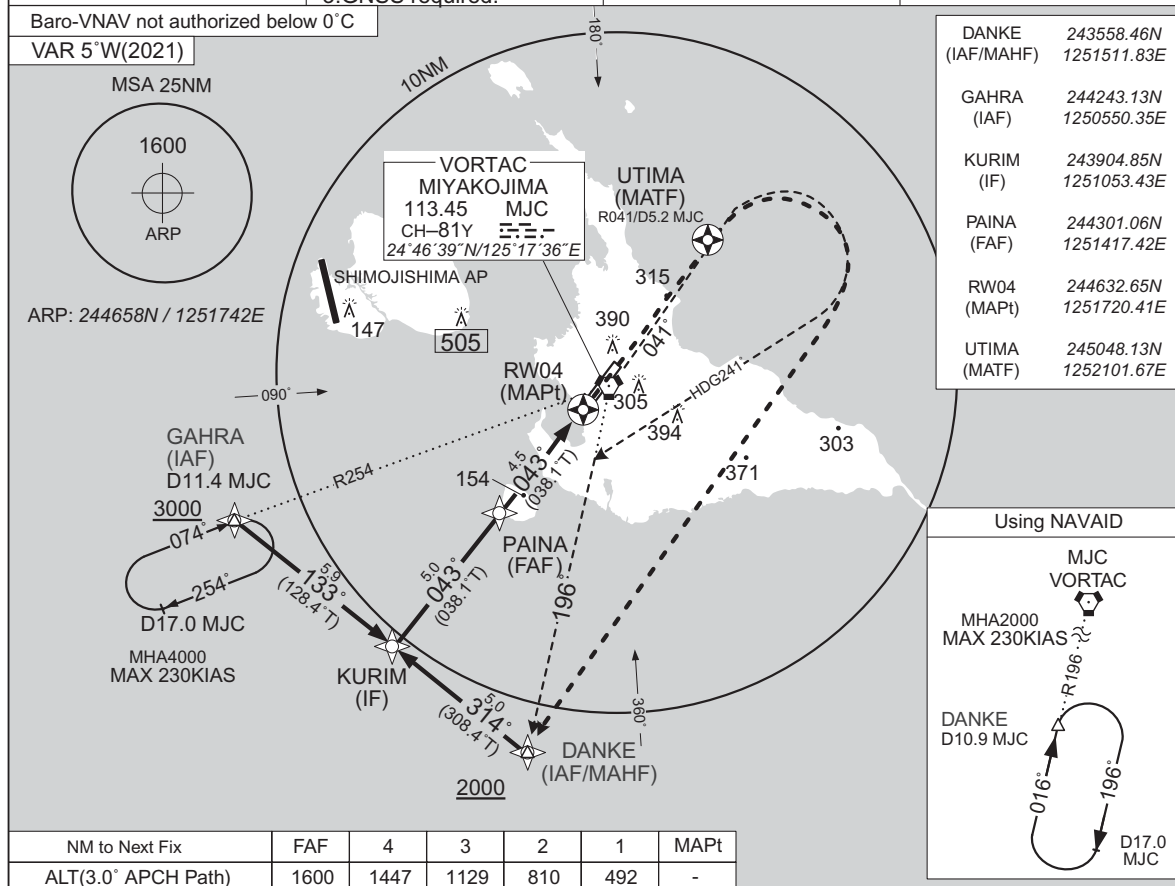 3.GNSS required.
Baro-VNAV not authorized below 0˚C
VAR 5˚W(2021)
MSA 25NM
1600
ARP
ARP: 244658N / 1251742E
10NM
180˚
090˚
360˚
VORTAC
MIYAKOJIMA
113.45 MJC
CH–81Y
24˚46´39˝N/125˚17´36˝E
UTIMA
(MATF)
R041/D5.2 MJC
SHIMOJISHIMA AP
147
505
315
390
041˚
RW04
(MAPt)
305
394
HDG241˚
303
371
GAHRA
(IAF)
D11.4 MJC
3000
R254
074˚
254˚
D17.0 MJC
MHA4000
MAX 230KIAS
5.9
133˚
(128.4˚T)
154
4.5
043˚
(038.1˚T)
PAINA
(FAF)
5.0
043˚
(038.1˚T)
196˚
KURIM
(IF)
5.0
314˚
(308.4˚T)
DANKE
(IAF/MAHF)
2000
DANKE 243558.46N
(IAF/MAHF) 1251511.83E
GAHRA 244243.13N
(IAF) 1250550.35E
KURIM 243904.85N
(IF) 1251053.43E
PAINA 244301.06N
(FAF) 1251417.42E
RW04 244632.65N
(MAPt) 1251720.41E
UTIMA 245048.13N
(MATF) 1252101.67E
Using NAVAID
MJC
VORTAC
MHA2000
MAX 230KIAS
R196
DANKE
D10.9 MJC
016˚
196˚
D17.0
MJC
NM to Next Fix FAF 4 3 2 1 MAPt
ALT(3.0˚ APCH Path) 1600 1447 1129 810 492 -